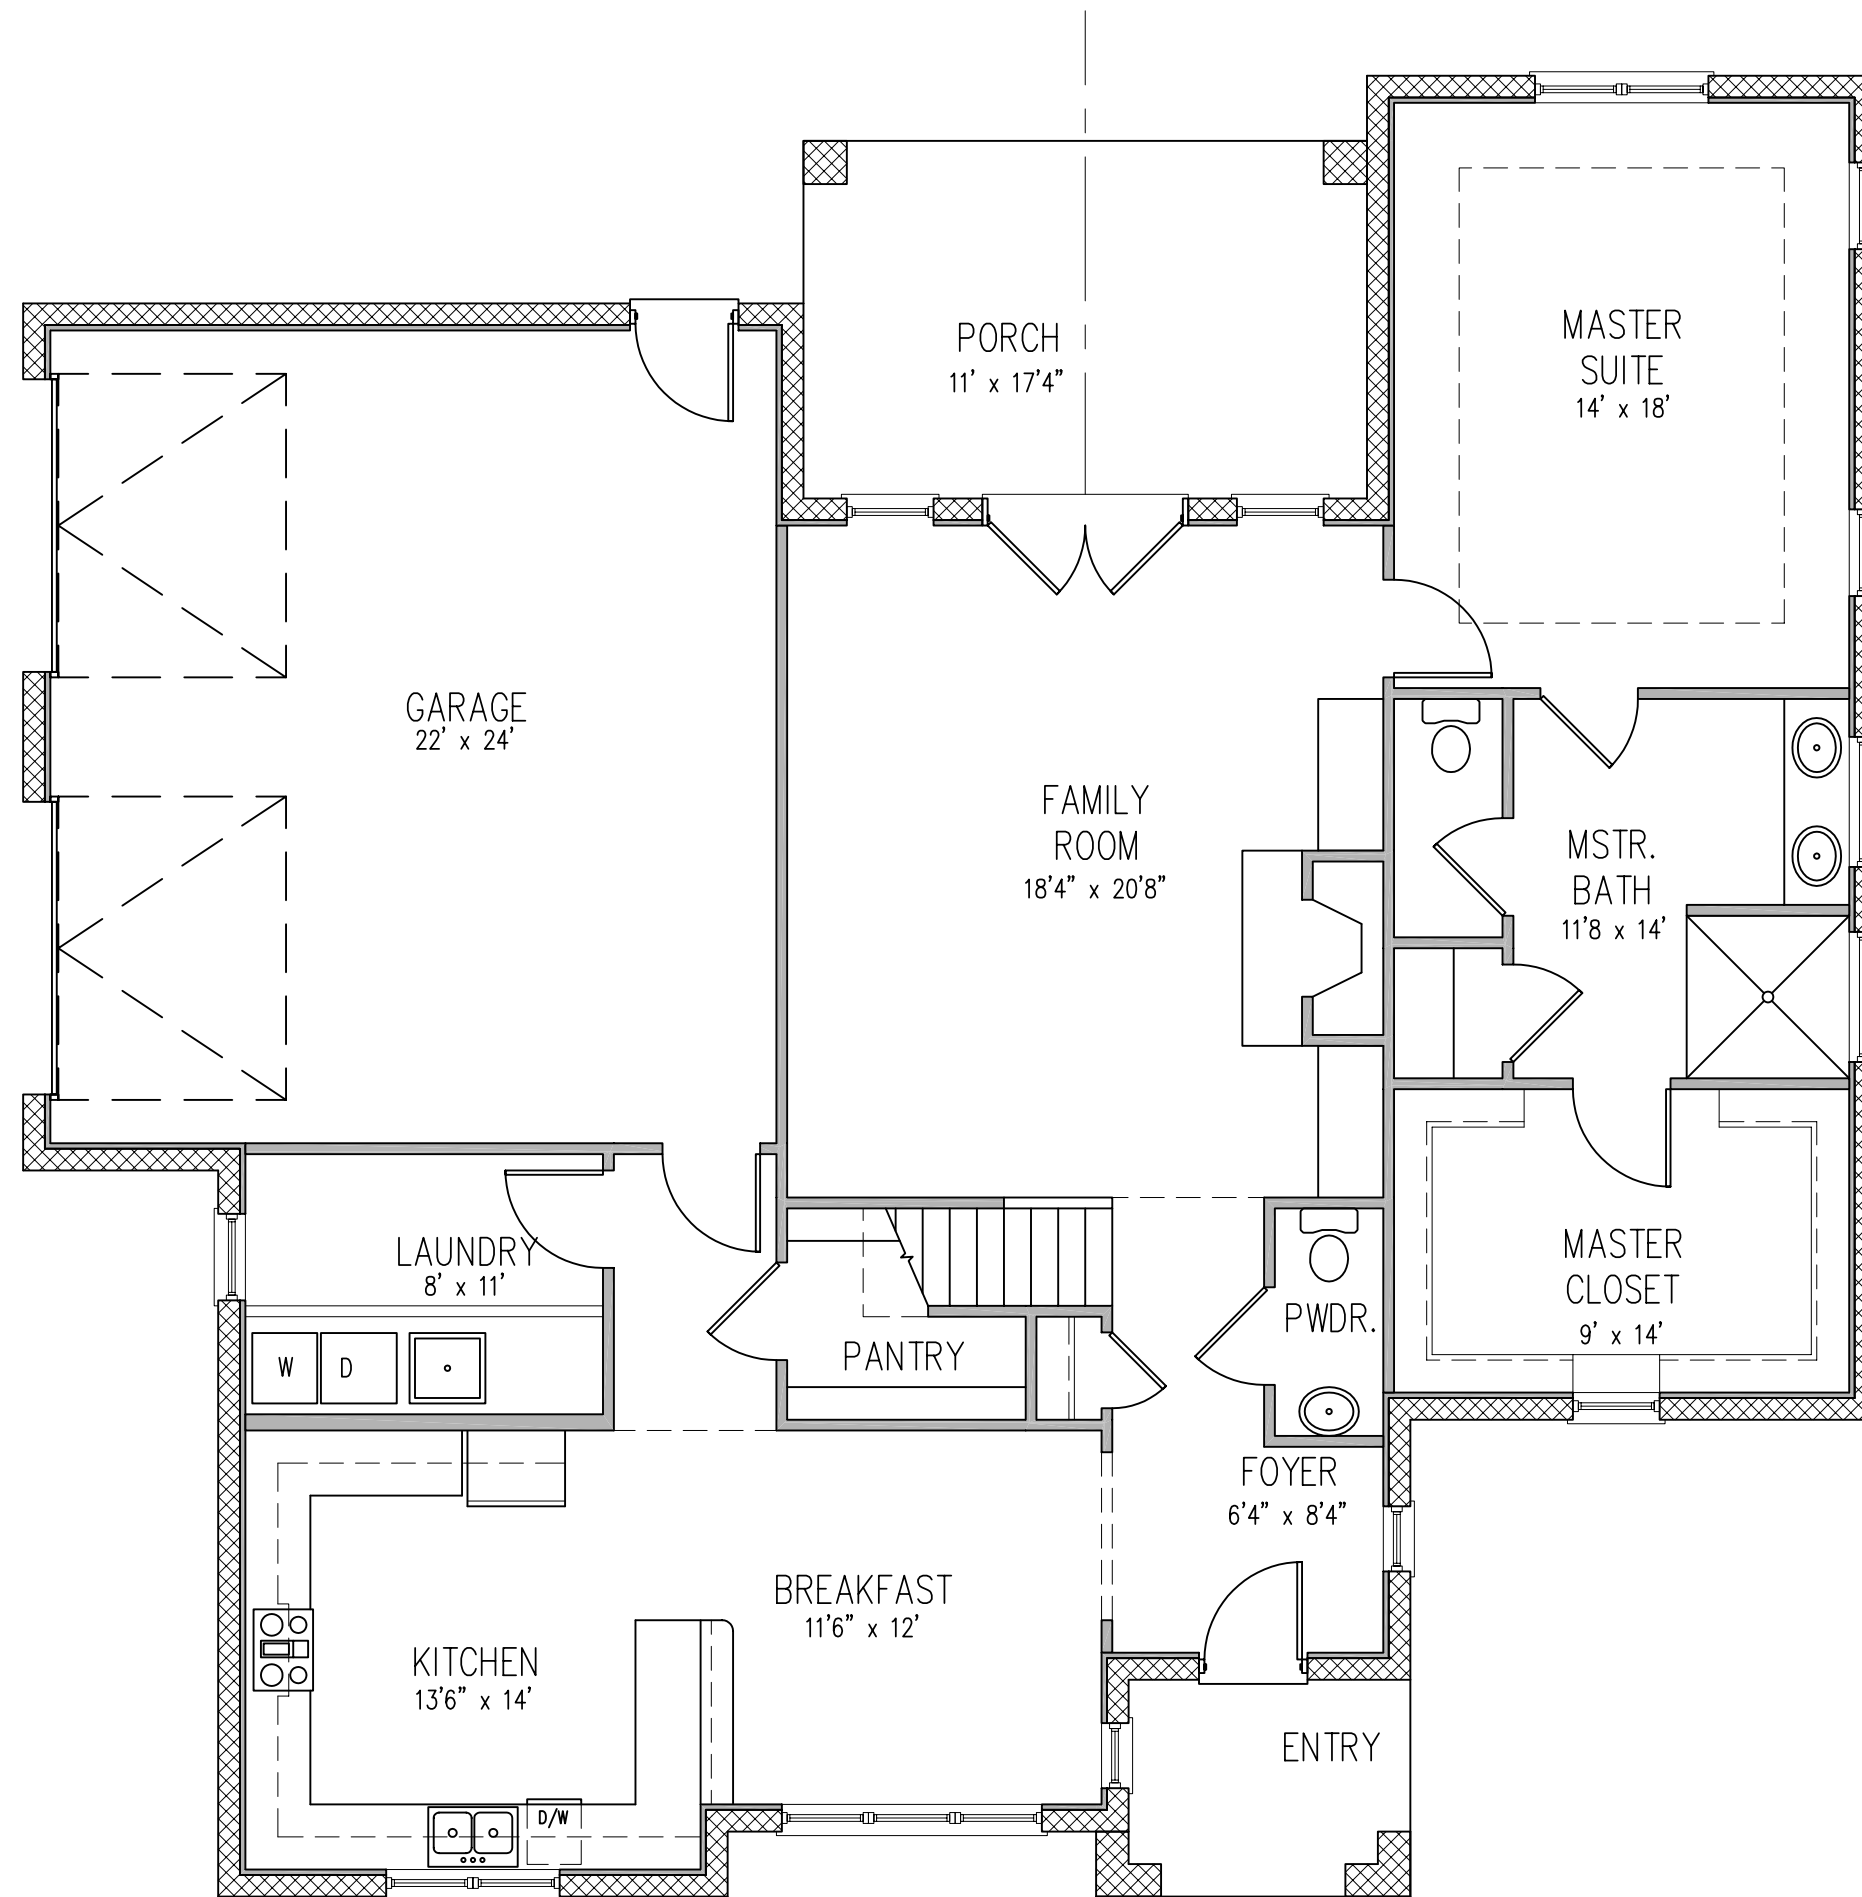 PORCH
11' x 17'4"
MASTER
SUITE
14' x 18'
GARAGE
22' x 24'
FAMILY
ROOM
18'4" x 20'8"
MSTR.
BATH
11'8 x 14'
LAUNDRY
8' x 11'
W
D
PANTRY
PWDR.
MASTER
CLOSET
9' x 14'
FOYER
6'4" x 8'4"
BREAKFAST
11'6" x 12'
KITCHEN
13'6" x 14'
ENTRY
D/W